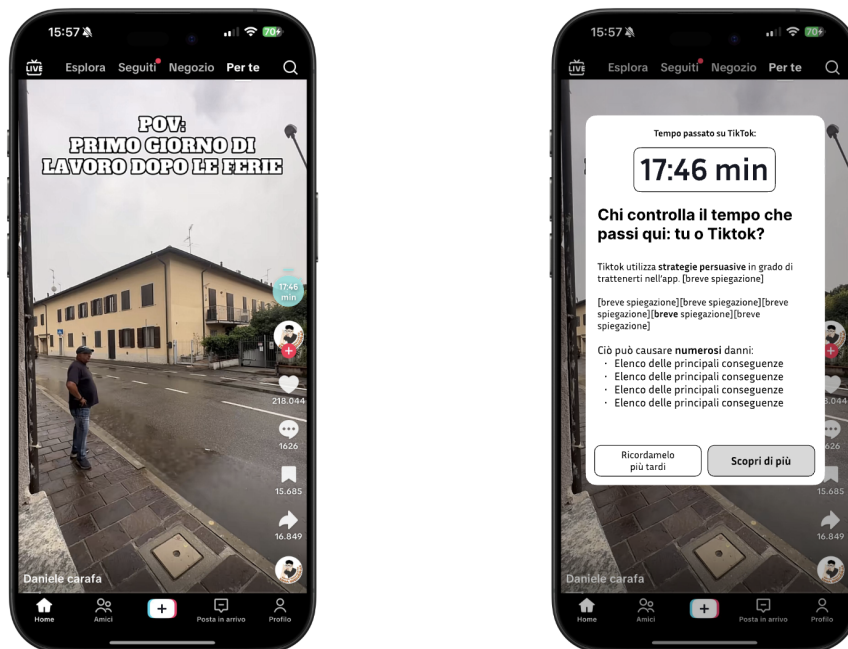 15:57
70+
LIVE
Esplora Seguiti Negozio Per te
POV:
PRIMO GIORNO DI
LAVORO DOPO LE FERIE
17:46
min
218.044
1626
15.685
16.849
Daniele carafa
Home
Amici
Posta in arrivo
Profilo
15:57
70+
LIVE
Esplora Seguiti Negozio Per te
Tempo passato su TikTok:
17:46 min
Chi controlla il tempo che
passi qui: tu o Tiktok?
Tiktok utilizza strategie persuasive in grado di
trattenerti nell'app. [breve spiegazione]
[breve spiegazione][breve spiegazione][breve
spiegazione][breve spiegazione][breve
spiegazione]
Ciò può causare numerosi danni:
· Elenco delle principali conseguenze
· Elenco delle principali conseguenze
· Elenco delle principali conseguenze
· Elenco delle principali conseguenze
Ricordamelo
più tardi
Scopri di più
15.685
16.849
Daniele carafa
Home
Amici
Posta in arrivo
Profilo